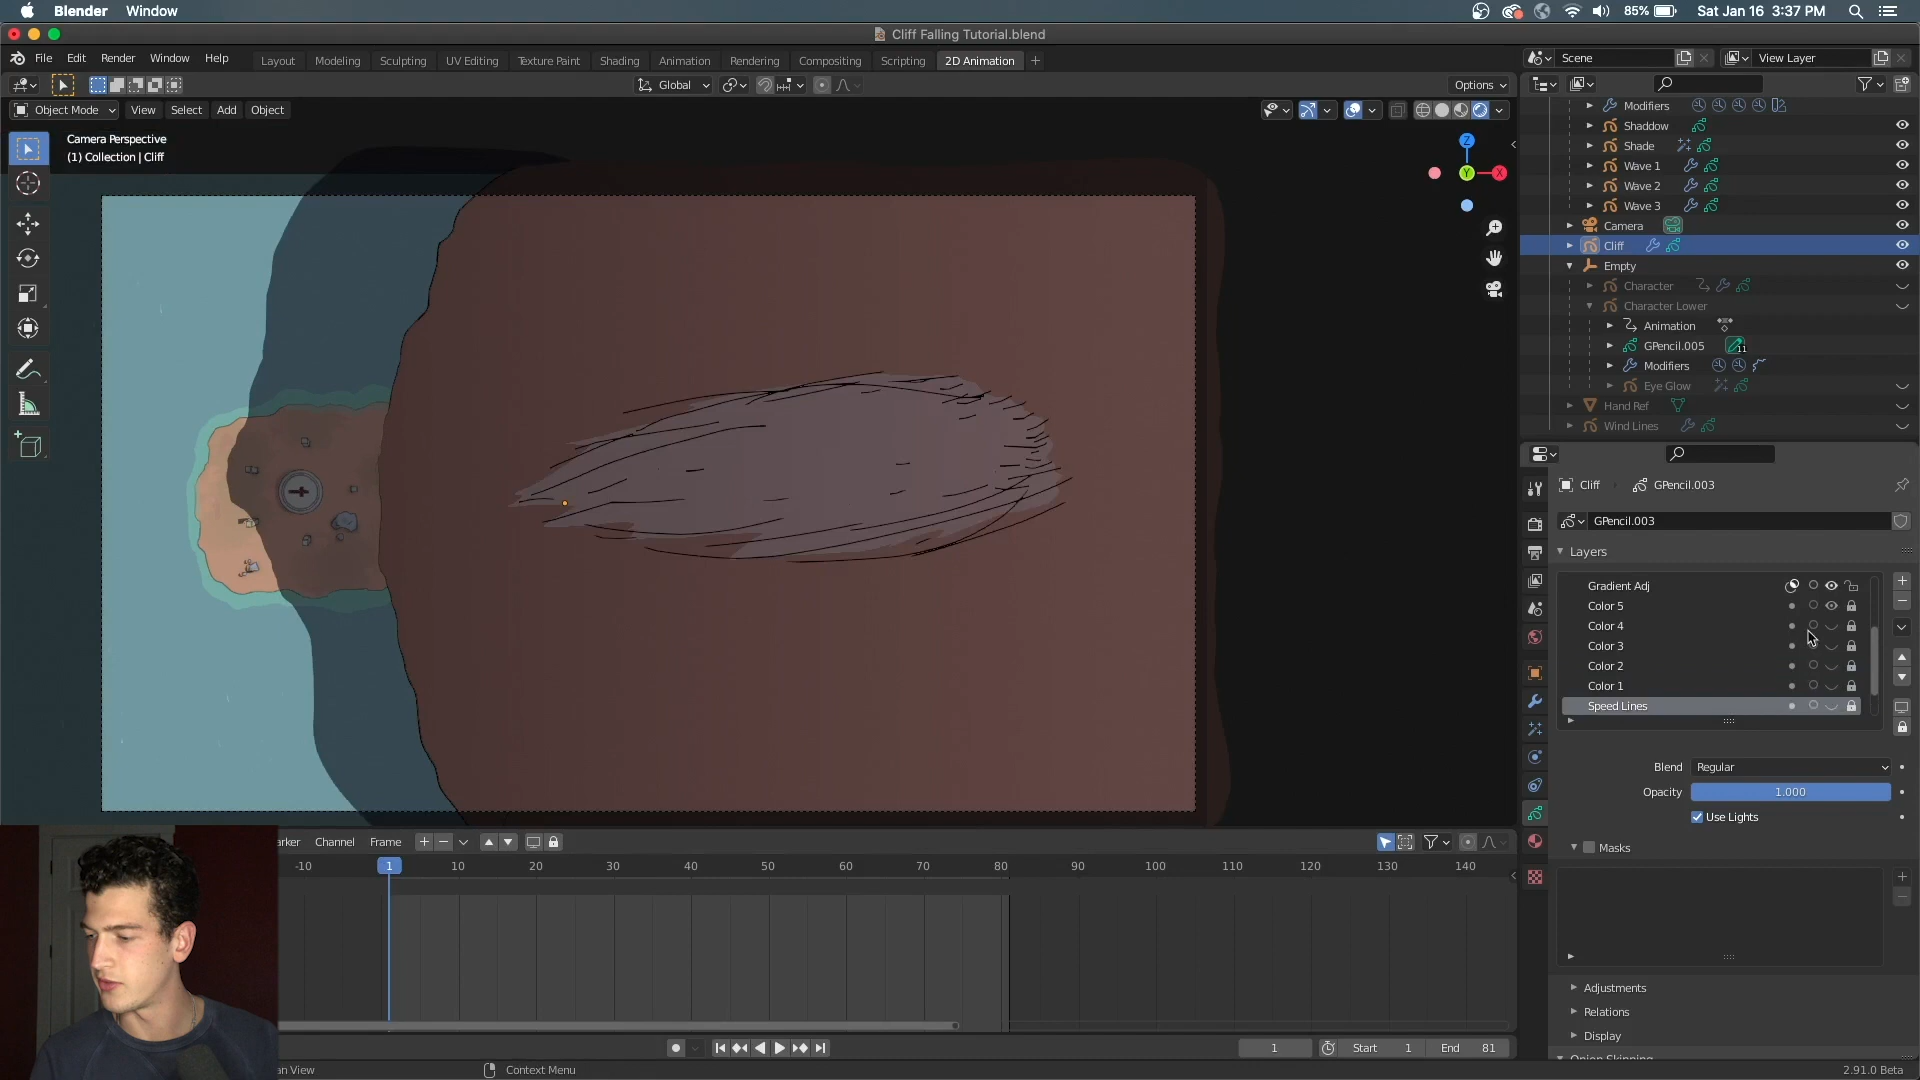 Blender Window 85% Sat Jan 16 3:37 PM
Cliff Falling Tutorial.blend
File Edit Render Window Help Layout Modeling Sculpting UV Editing Texture Paint Shading Animation Rendering Compositing Scripting 2D Animation + Scene View Layer
Global Options
Object Mode View Select Add Object
Camera Perspective
(1) Collection | Cliff
Z
Y X
Modifiers
Shaddow
Shade
Wave 1
Wave 2
Wave 3
Camera
Cliff
Empty
Character
Character Lower
Animation
GPencil.005 11
Modifiers
Eye Glow
Hand Ref
Wind Lines
Cliff GPencil.003
GPencil.003
Layers
Gradient Adj
Color 5
Color 4
Color 3
Color 2
Color 1
Speed Lines
Blend Regular
Opacity 1.000
Use Lights
Masks
Adjustments
Relations
Display
Onion Skinning
arker Channel Frame
-10 1 10 20 30 40 50 60 70 80 90 100 110 120 130 140
1 Start 1 End 81
an View Context Menu 2.91.0 Beta